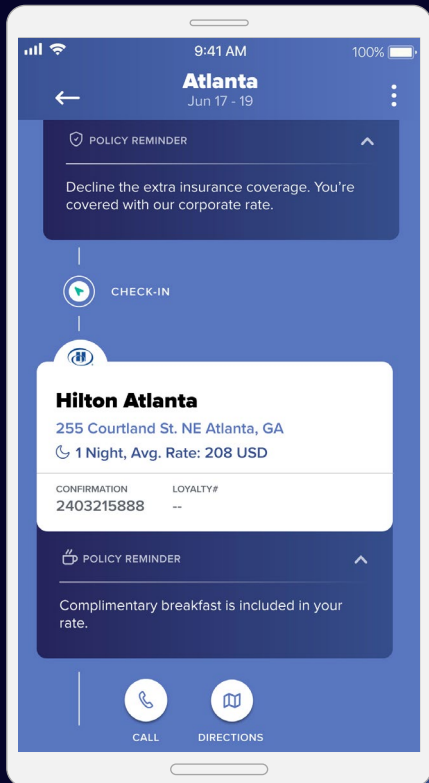 9:41 AM
100%
Atlanta
Jun 17 - 19
POLICY REMINDER
Decline the extra insurance coverage. You’re
covered with our corporate rate.
CHECK-IN
H
Hilton Atlanta
255 Courtland St. NE Atlanta, GA
1 Night, Avg. Rate: 208 USD
CONFIRMATION LOYALTY#
2403215888 --
POLICY REMINDER
Complimentary breakfast is included in your
rate.
CALL DIRECTIONS